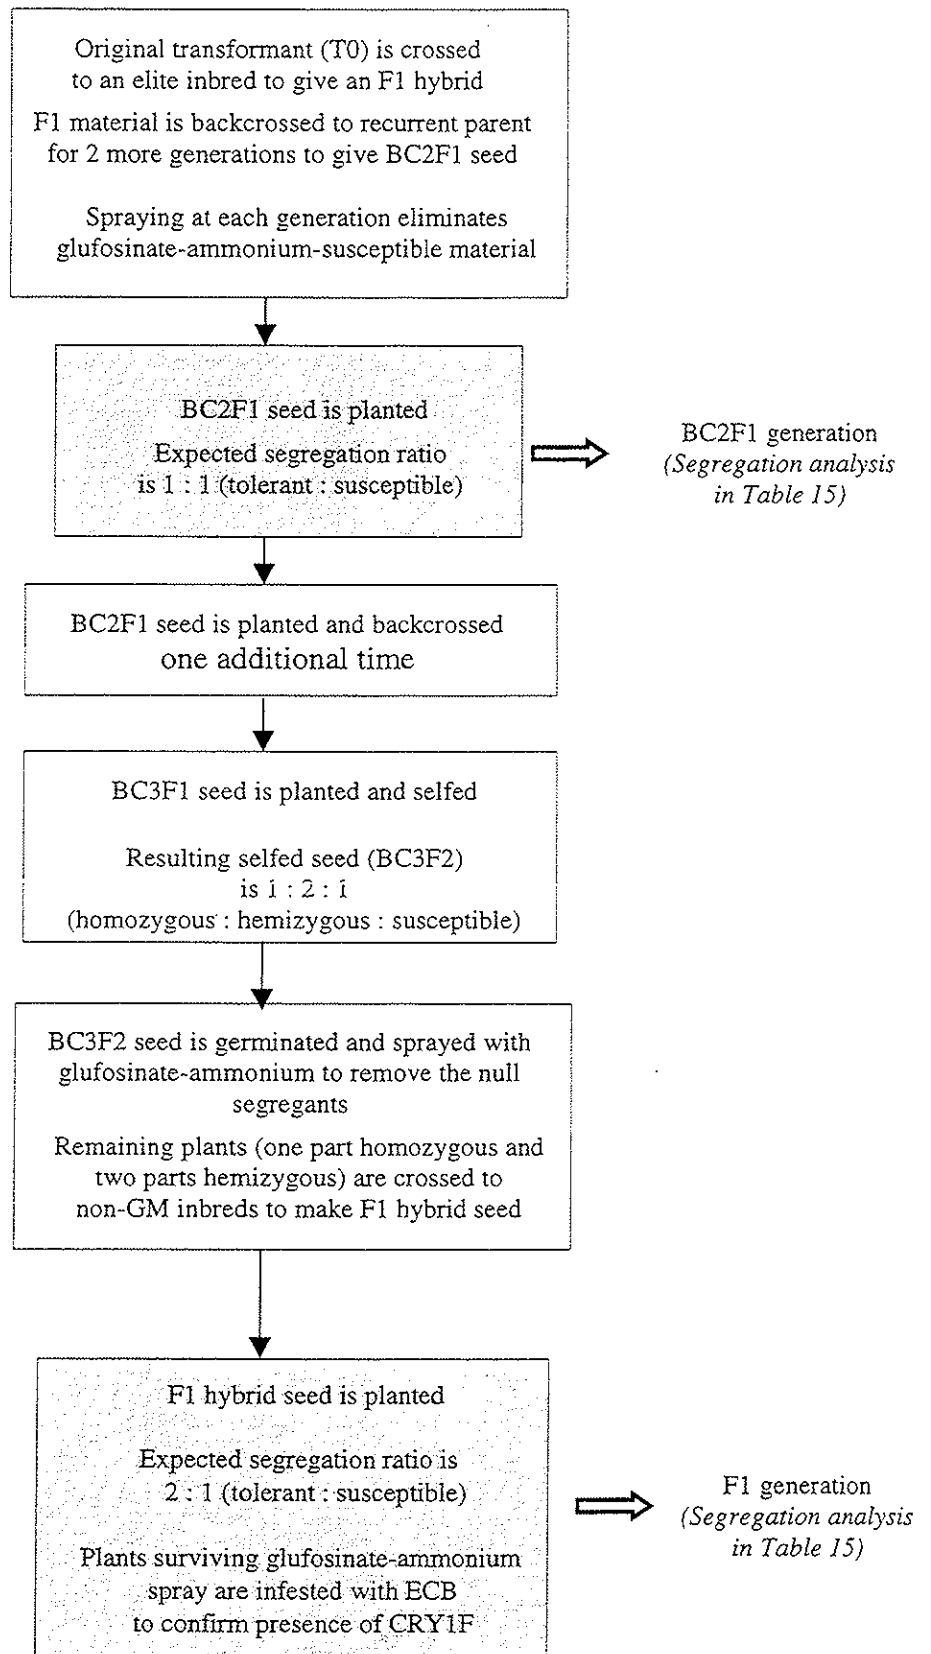 Original transformant (T0) is crossed
to an elite inbred to give an F1 hybrid
F1 material is backcrossed to recurrent parent
for 2 more generations to give BC2F1 seed
Spraying at each generation eliminates
glufosinate-ammonium-susceptible material
BC2F1 seed is planted
Expected segregation ratio
is 1 : 1 (tolerant : susceptible)
BC2F1 generation
(Segregation analysis
in Table 15)
BC2F1 seed is planted and backcrossed
one additional time
BC3F1 seed is planted and selfed
Resulting selfed seed (BC3F2)
is 1 : 2 : 1
(homozygous : hemizygous : susceptible)
BC3F2 seed is germinated and sprayed with
glufosinate-ammonium to remove the null
segregants
Remaining plants (one part homozygous and
two parts hemizygous) are crossed to
non-GM inbreds to make F1 hybrid seed
F1 hybrid seed is planted
Expected segregation ratio is
2 : 1 (tolerant : susceptible)
Plants surviving glufosinate-ammonium
spray are infested with ECB
to confirm presence of CRY1F
F1 generation
(Segregation analysis
in Table 15)